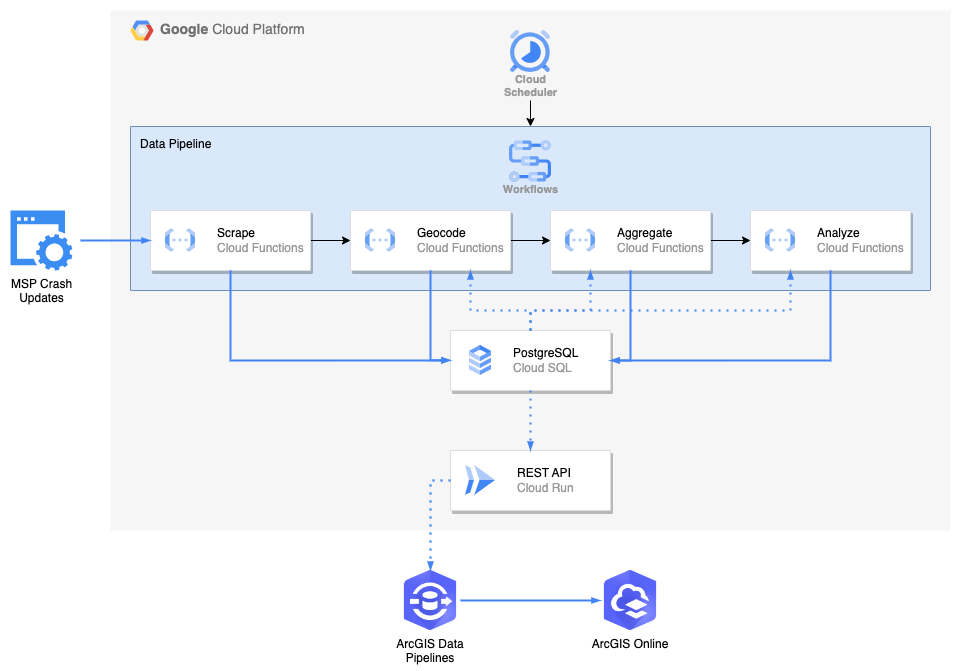 Google Cloud Platform
Cloud
Scheduler
Data Pipeline
Workflows
Scrape
Cloud Functions
Geocode
Cloud Functions
Aggregate
Cloud Functions
Analyze
Cloud Functions
MSP Crash
Updates
PostgreSQL
Cloud SQL
REST API
Cloud Run
ArcGIS Data
Pipelines
ArcGIS Online